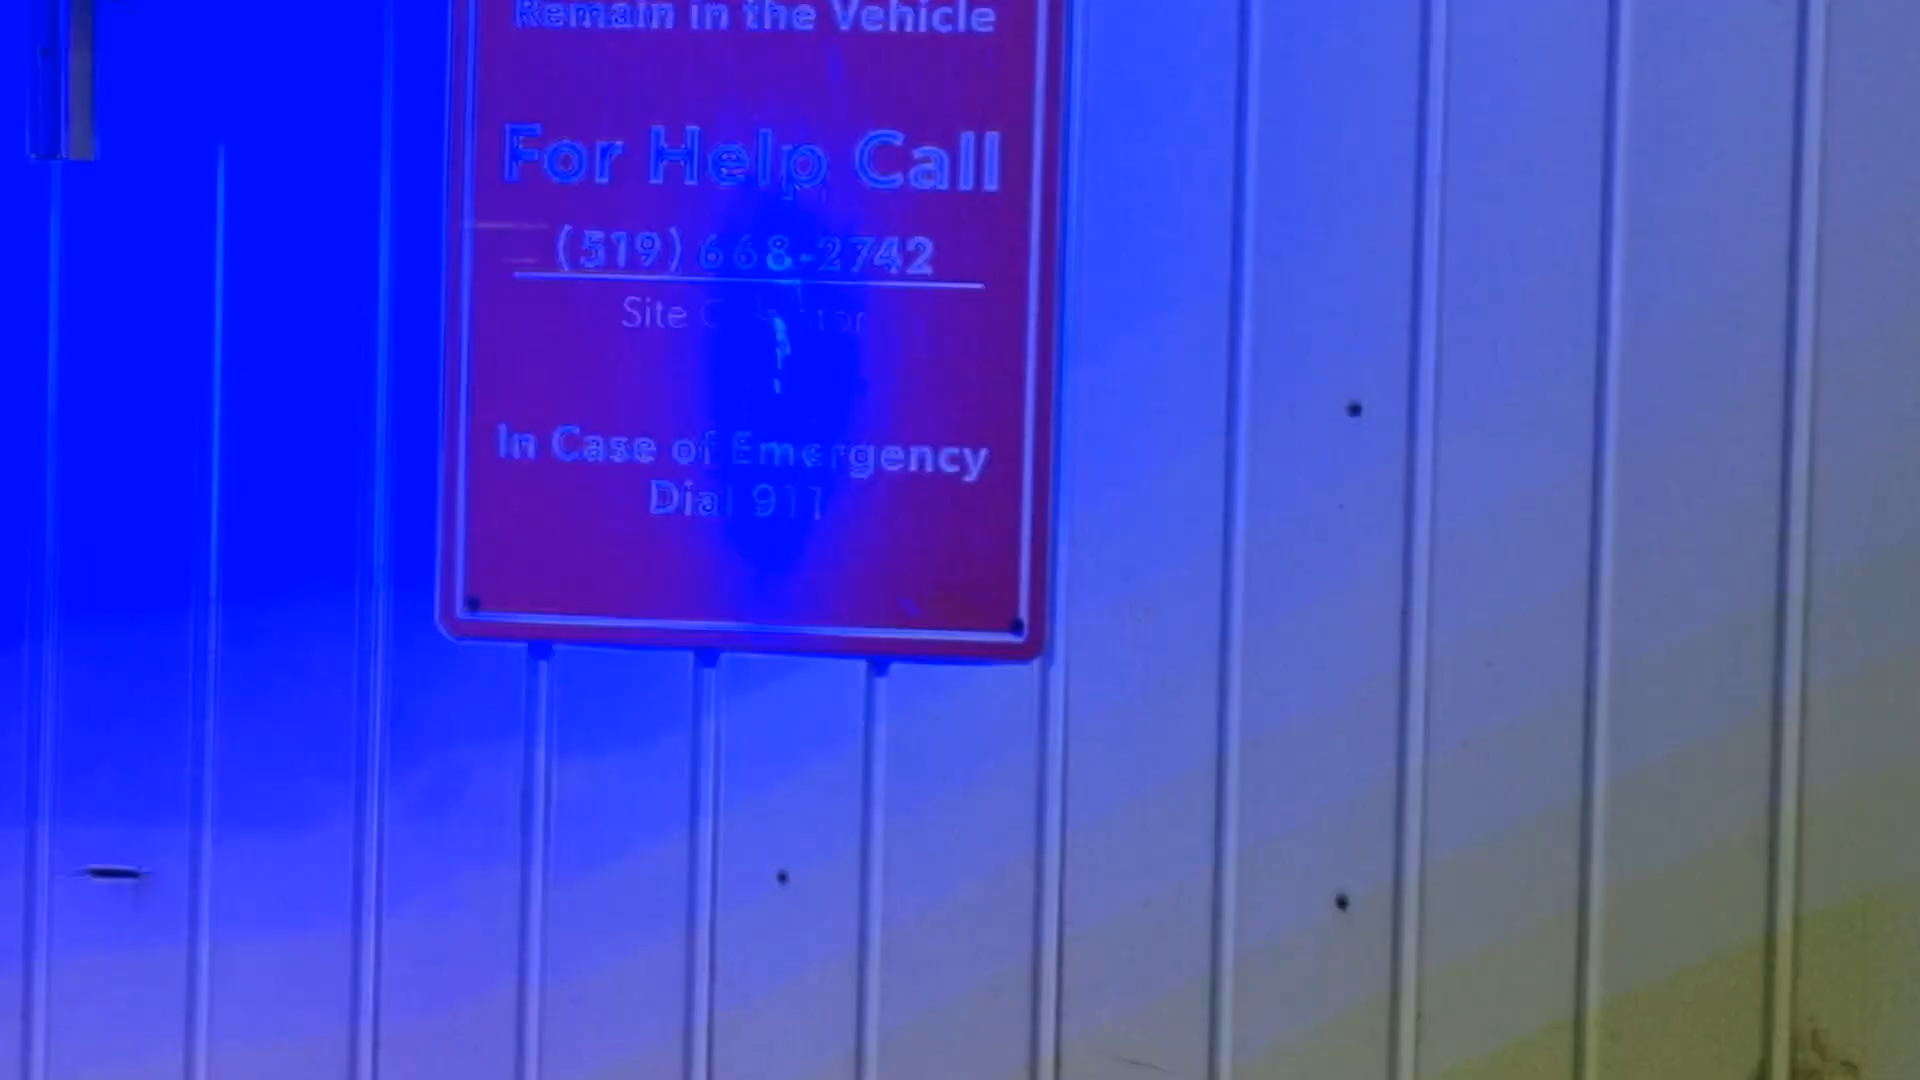 Remain in the Vehicle
For Help Call
(519) 668-2742
Site
In Case of Emergency
Dial 911